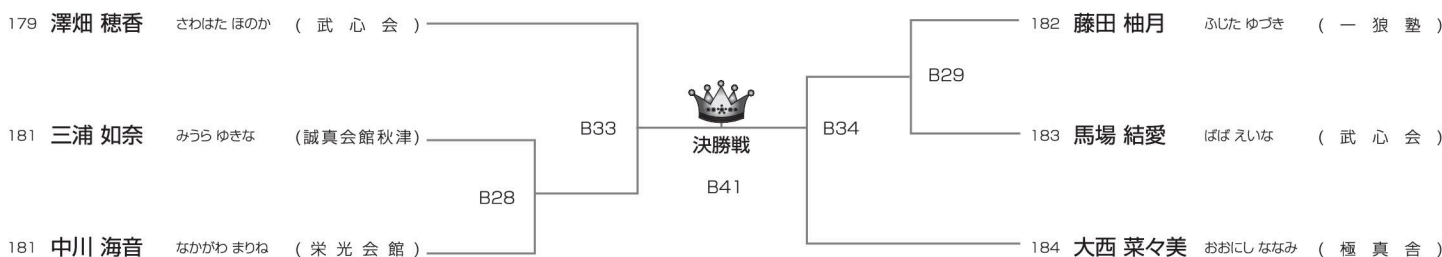 179 澤畑 穂香 さわはた ほのか ( 武 心 会 )
181 三浦 如奈 みうら ゆきな (誠真会館秋津)
181 中川 海音 なかがわ まりね ( 栄 光 会 館 )
B28
B33
決勝戦
B41
B34
B29
182 藤田 柚月 ふじた ゆづき ( 一 狼 塾 )
183 馬場 結愛 ばば えいな ( 武 心 会 )
184 大西 菜々美 おおにし ななみ ( 極 真 舎 )